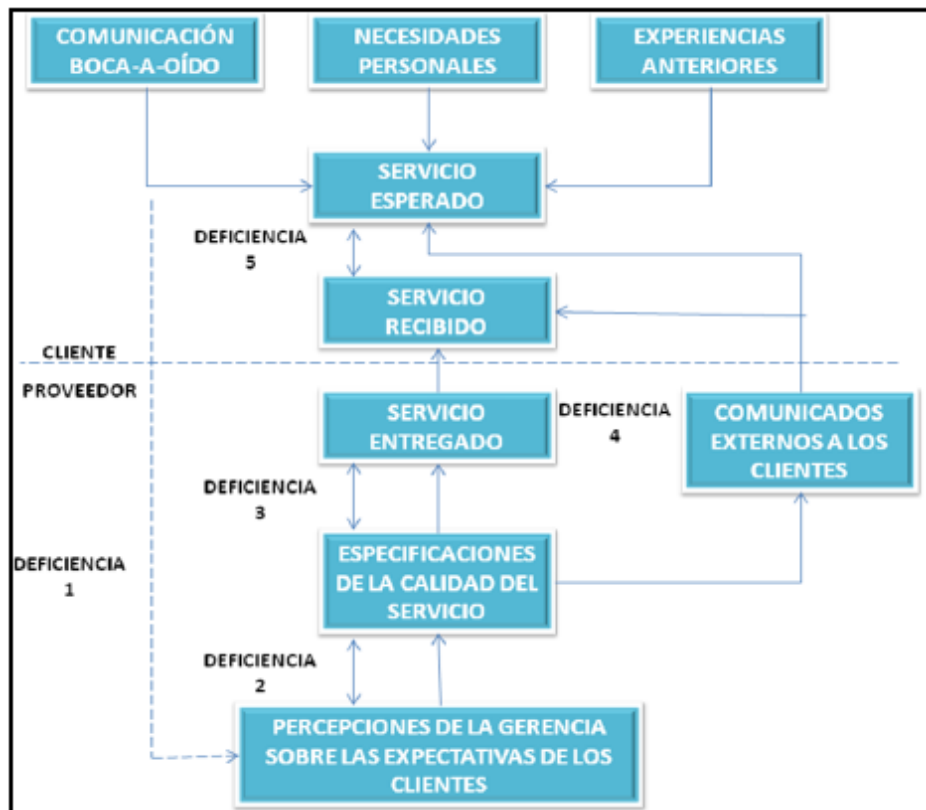 COMUNICACIÓN
BOCA-A-OÍDO
NECESIDADES
PERSONALES
EXPERIENCIAS
ANTERIORES
SERVICIO
ESPERADO
DEFICIENCIA
5
SERVICIO
RECIBIDO
CLIENTE
PROVEEDOR
SERVICIO
ENTREGADO
DEFICIENCIA
4
COMUNICADOS
EXTERNOS A LOS
CLIENTES
DEFICIENCIA
3
ESPECIFICACIONES
DE LA CALIDAD DEL
SERVICIO
DEFICIENCIA
1
DEFICIENCIA
2
PERCEPCIONES DE LA GERENCIA
SOBRE LAS EXPECTATIVAS DE LOS
CLIENTES